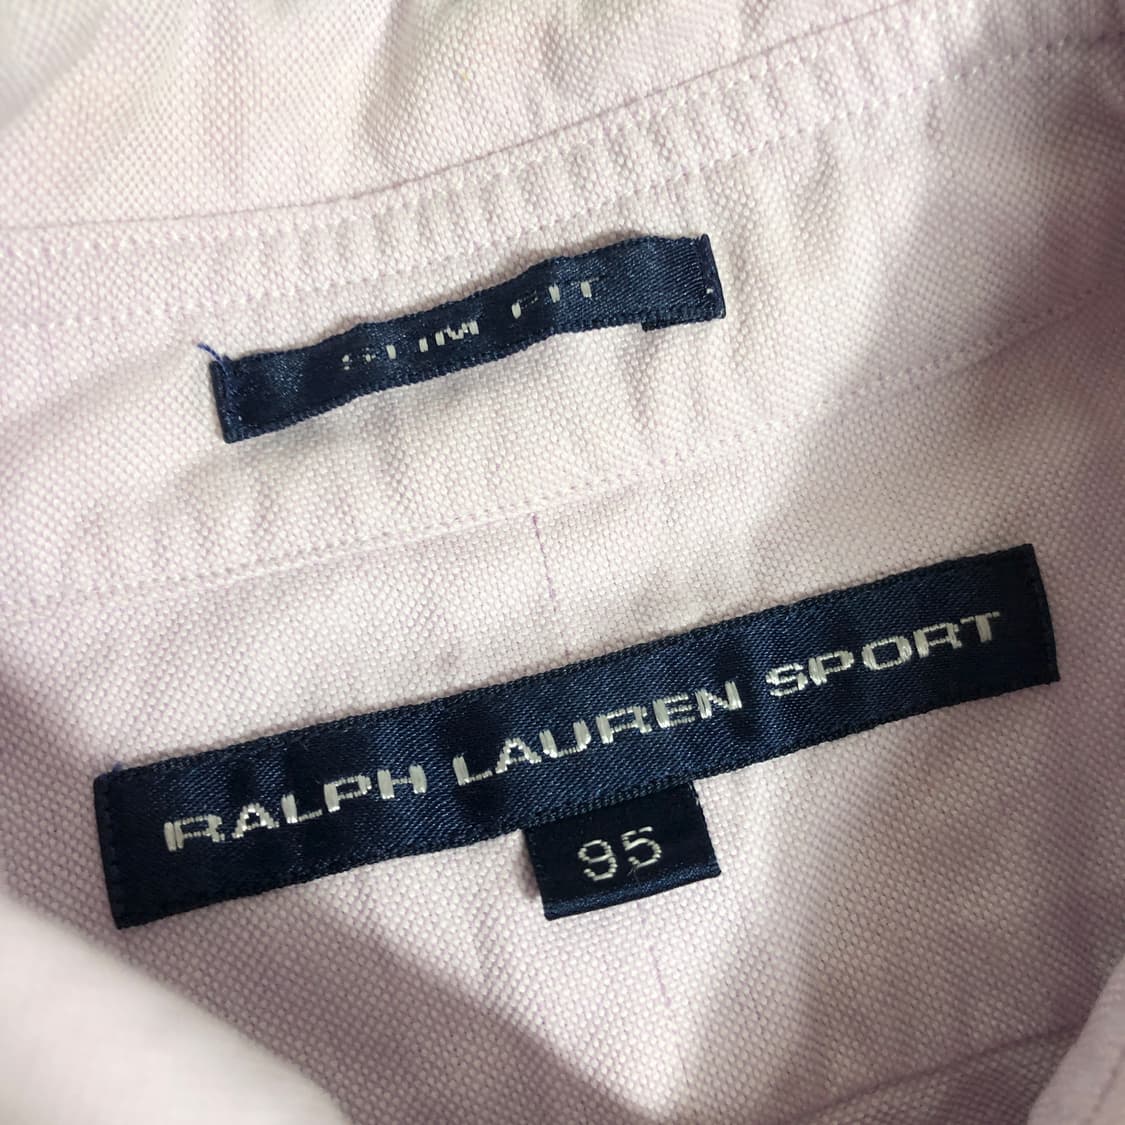 SLIM FIT
RALPH LAUREN SPORT
95